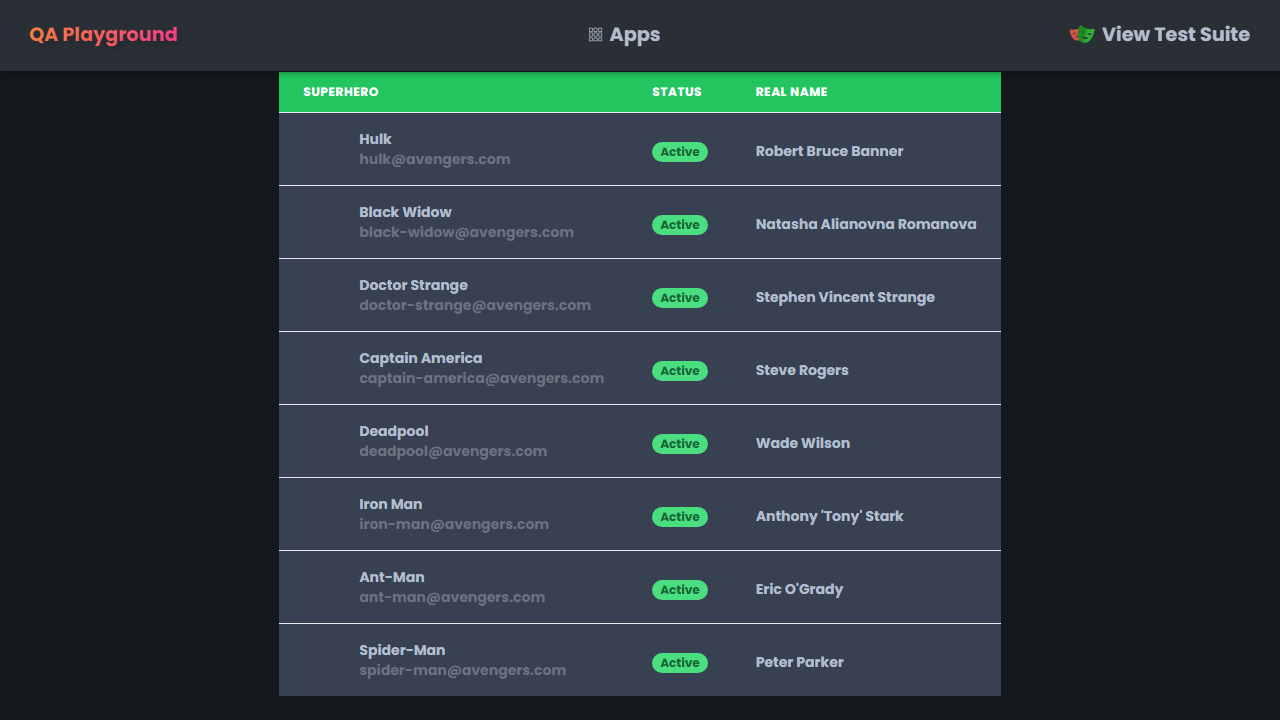 QA Playground
Apps
View Test Suite
SUPERHERO STATUS REAL NAME
Hulk
hulk@avengers.com
Active
Robert Bruce Banner
Black Widow
black-widow@avengers.com
Active
Natasha Alianovna Romanova
Doctor Strange
doctor-strange@avengers.com
Active
Stephen Vincent Strange
Captain America
captain-america@avengers.com
Active
Steve Rogers
Deadpool
deadpool@avengers.com
Active
Wade Wilson
Iron Man
iron-man@avengers.com
Active
Anthony 'Tony' Stark
Ant-Man
ant-man@avengers.com
Active
Eric O'Grady
Spider-Man
spider-man@avengers.com
Active
Peter Parker